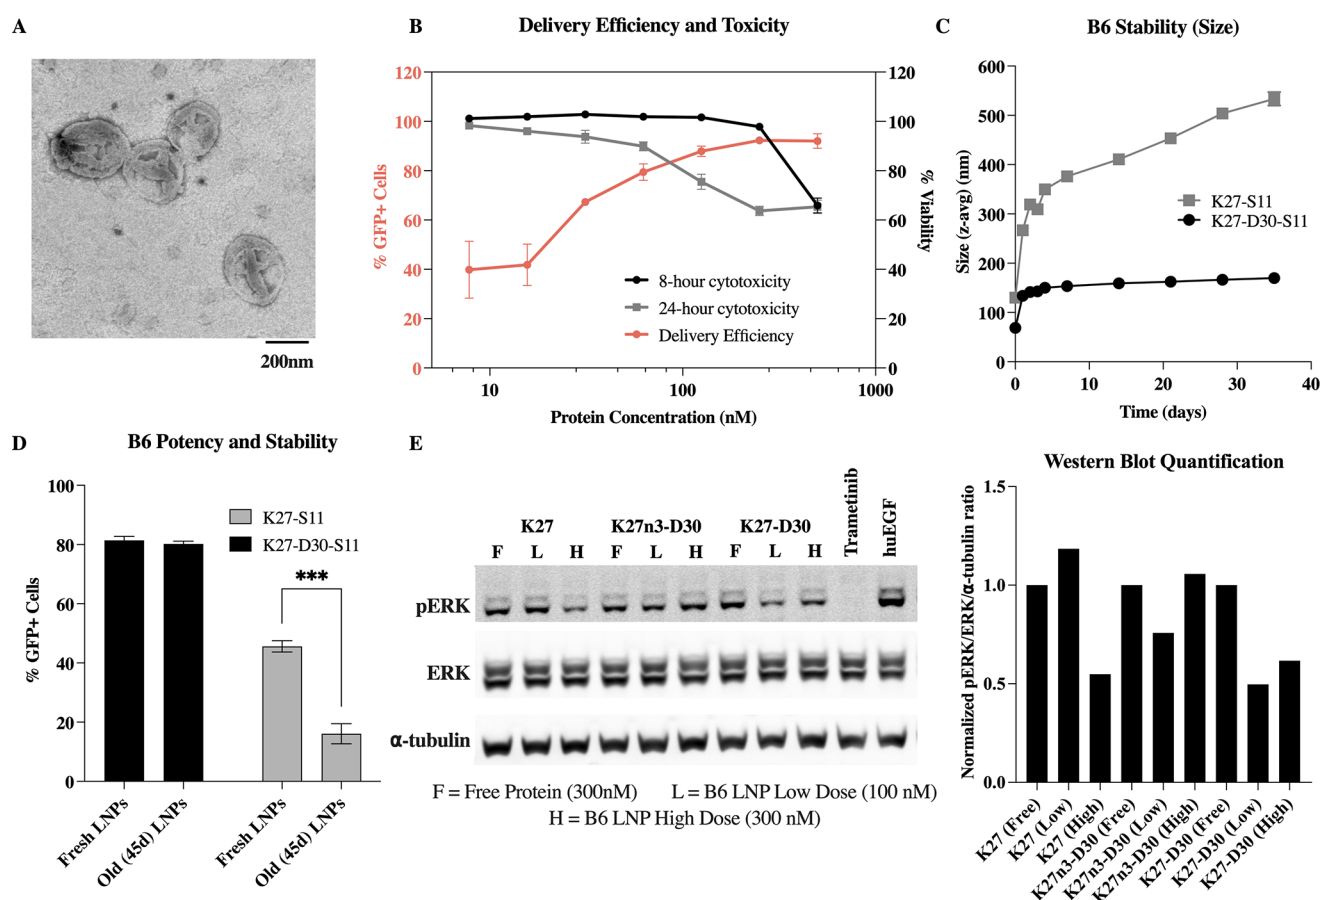 A
200nm
B
Delivery Efficiency and Toxicity
120
100
80
60
40
20
0
% GFP+ Cells
120
100
80
60
40
20
0
% Viability
8-hour cytotoxicity
24-hour cytotoxicity
Delivery Efficiency
10
100
1000
Protein Concentration (nM)
C
B6 Stability (Size)
600
500
400
300
200
100
0
Size (z-avg) (nm)
K27-S11
K27-D30-S11
0
10
20
30
40
Time (days)
D
B6 Potency and Stability
100
80
60
40
20
0
% GFP+ Cells
K27-S11
K27-D30-S11
***
Fresh LNPs
Old (45d) LNPs
Fresh LNPs
Old (45d) LNPs
E
K27 K27n3-D30 K27-D30 Trametinib huEGF
F L H F L H F L H
pERK
ERK
α-tubulin
F = Free Protein (300nM) L = B6 LNP Low Dose (100 nM)
H = B6 LNP High Dose (300 nM)
Western Blot Quantification
1.5
1.0
0.5
0.0
Normalized pERK/ERK/α-tubulin ratio
K27 (Free)
K27 (Low)
K27 (High)
K27n3-D30 (Free)
K27n3-D30 (Low)
K27n3-D30 (High)
K27-D30 (Free)
K27-D30 (Low)
K27-D30 (High)